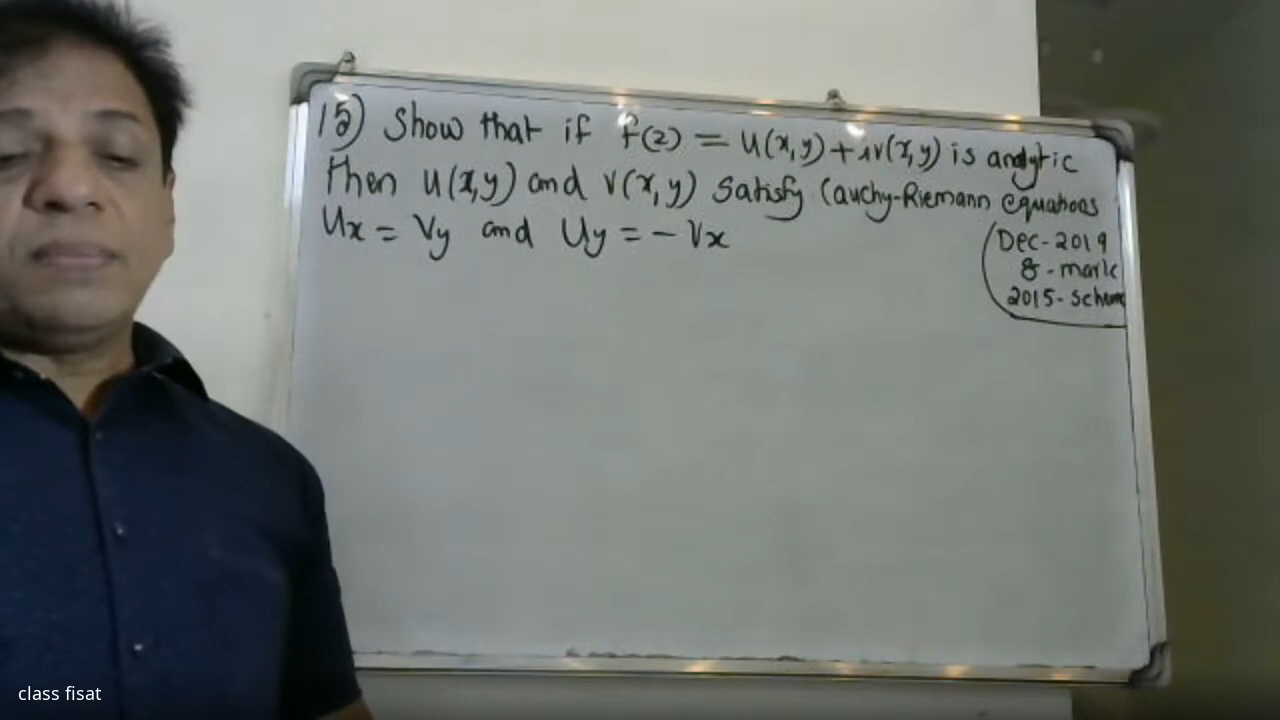 15) Show that if f(z) = u(x,y)+iv(x,y) is analytic
then u(x,y) and v(x,y) satisfy Cauchy-Riemann equations
Ux = Vy and Uy = -Vx
(Dec-2019
8-mark
2015-Scheme
class fisat